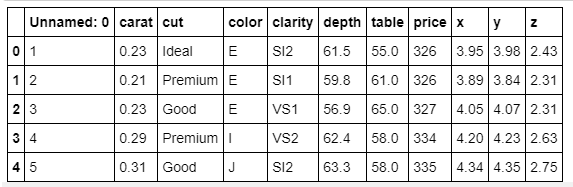 Unnamed: 0 carat cut color clarity depth table price x y z
0 1 0.23 Ideal E SI2 61.5 55.0 326 3.95 3.98 2.43
1 2 0.21 Premium E SI1 59.8 61.0 326 3.89 3.84 2.31
2 3 0.23 Good E VS1 56.9 65.0 327 4.05 4.07 2.31
3 4 0.29 Premium I VS2 62.4 58.0 334 4.20 4.23 2.63
4 5 0.31 Good J SI2 63.3 58.0 335 4.34 4.35 2.75